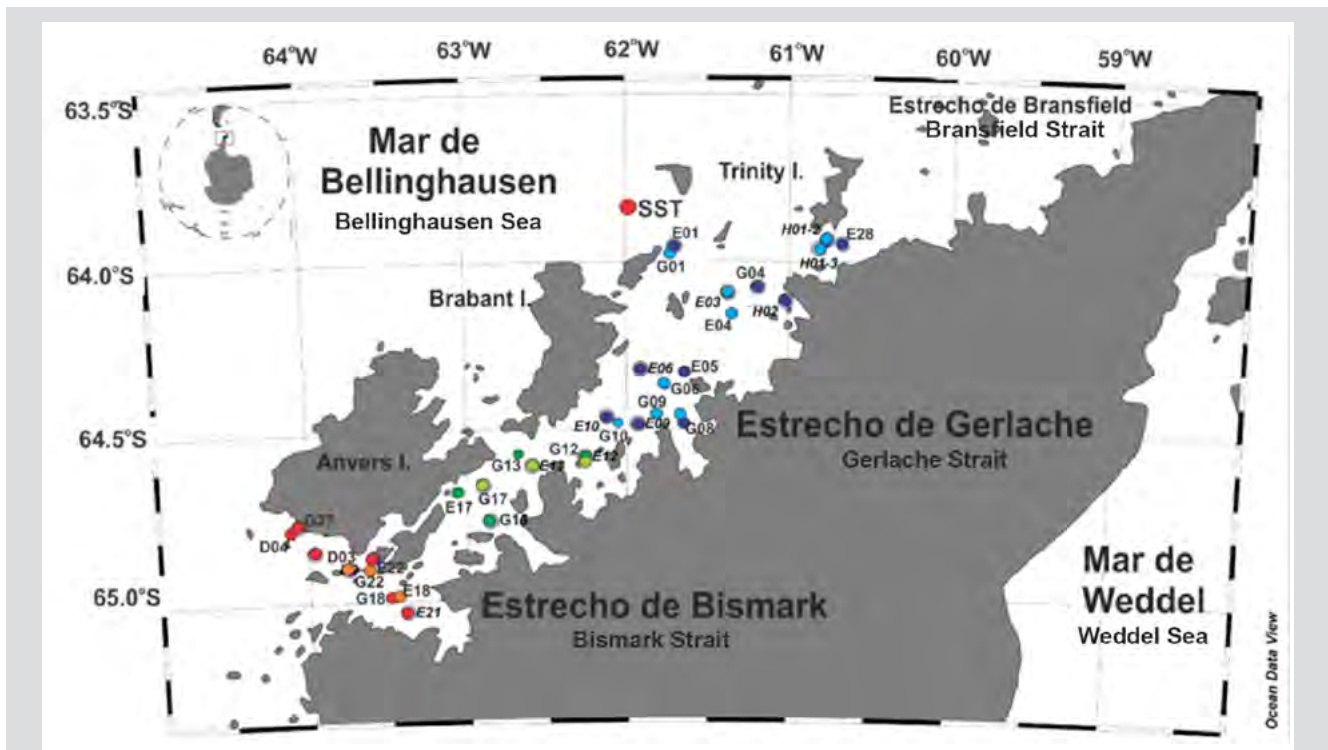 64°W
63°W
62°W
61°W
60°W
59°W
63.5°S
64.0°S
64.5°S
65.0°S
Estrecho de Bransfield
Bransfield Strait
Mar de
Bellinghausen
Bellinghausen Sea
Trinity I.
SST
E01
G01
H01-2
E28
H01-3
G04
E03
H02
E04
Brabant I.
E06
E05
G09
G08
E10
E09
G10
G12
E12
G13
E13
Anvers I.
E17
G17
G16
D04
D03
E22
G22
G18
E18
E21
Estrecho de Gerlache
Gerlache Strait
Estrecho de Bismark
Bismark Strait
Mar de
Weddel
Weddel Sea
Ocean Data View